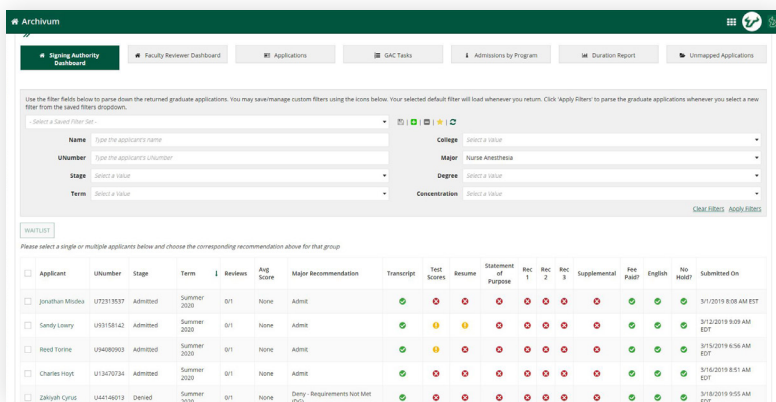 Archivum
Signing Authority Dashboard
Faculty Reviewer Dashboard
Applications
GAC Tasks
Admissions by Program
Duration Report
Unmapped Applications
Use the filter fields below to parse down the returned graduate applications. You may save/manage custom filters using the icons below. Your selected default filter will load whenever you return. Click 'Apply Filters' to parse the graduate applications whenever you select a new
filter from the saved filters dropdown.
- Select a Saved Filter Set -
Name Type the applicant's name College Select a Value
UNumber Type the applicant's UNumber Major Nurse Anesthesia
Stage Select a Value Degree Select a Value
Term Select a Value Concentration Select a Value
Clear Filters Apply Filters
WAITLIST
Please select a single or multiple applicants below and choose the corresponding recommendation above for that group
Applicant UNumber Stage Term Reviews Avg Score Major Recommendation Transcript Test Scores Resume Statement of Purpose Rec 1 Rec 2 Rec 3 Supplemental Fee Paid? English No Hold? Submitted On
Jonathan Misdea U72313537 Admitted Summer 2020 0/1 None Admit 3/1/2019 8:08 AM EST
Sandy Lowry U93158142 Admitted Summer 2020 0/1 None Admit 3/12/2019 9:09 AM EDT
Reed Torine U94080903 Admitted Summer 2020 0/1 None Admit 3/15/2019 6:56 AM EDT
Charles Hoyt U13470734 Admitted Summer 2020 0/1 None Admit 3/16/2019 8:51 AM EDT
Zakiyah Cyrus U44146013 Denied Summer 2020 0/1 None Deny - Requirements Not Met 3/18/2019 9:55 AM EDT